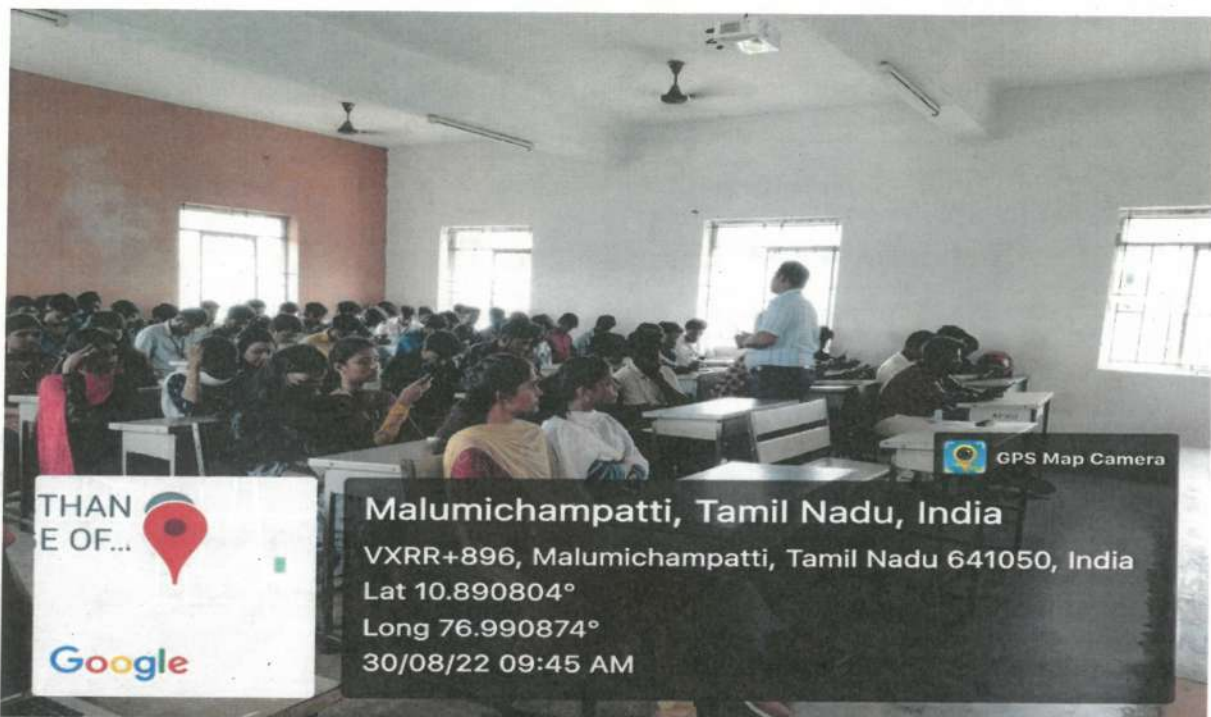 GPS Map Camera
THAN
E OF...
Google
Malumichampatti, Tamil Nadu, India
VXRR+896, Malumichampatti, Tamil Nadu 641050, India
Lat 10.890804°
Long 76.990874°
30/08/22 09:45 AM